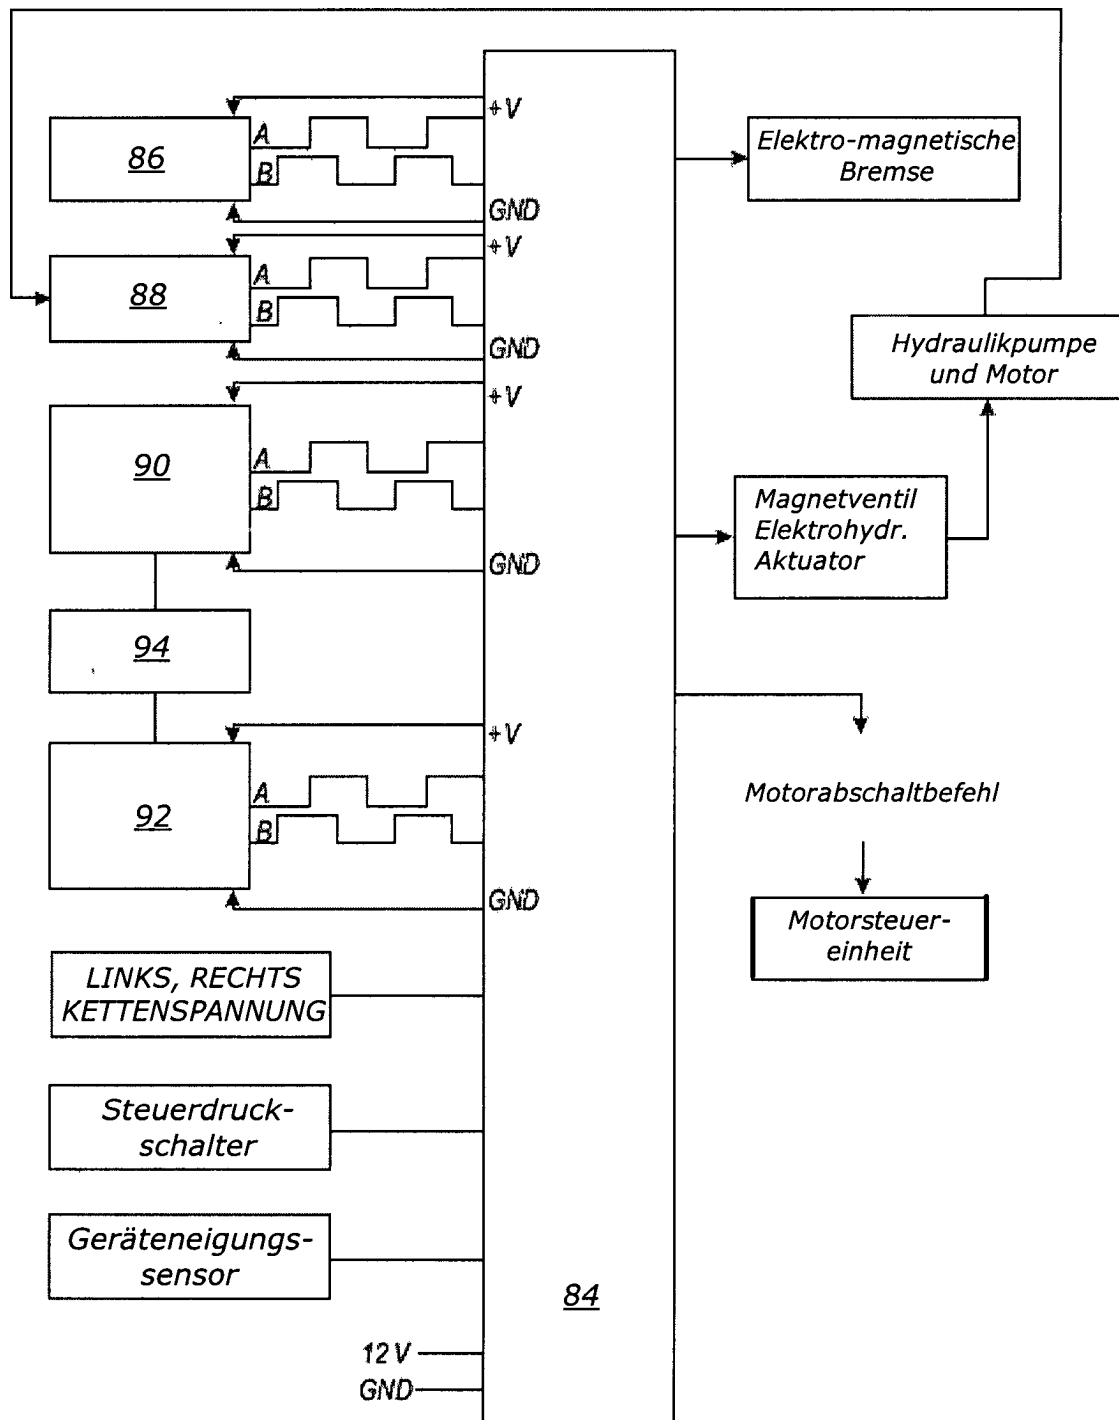 +V
A
86
B
GND
+V
A
88
B
GND
+V
90
A
B
GND
94
+V
A
92
B
GND
LINKS, RECHTS
KETTENSPANNUNG
Steuerdruck-
schalter
Geräteneigungs-
sensor
12 V
GND
84
Elektro-magnetische
Bremse
Hydraulikpumpe
und Motor
Magnetventil
Elektrohydr.
Aktuator
Motorabschaltbefehl
Motorsteuer-
einheit